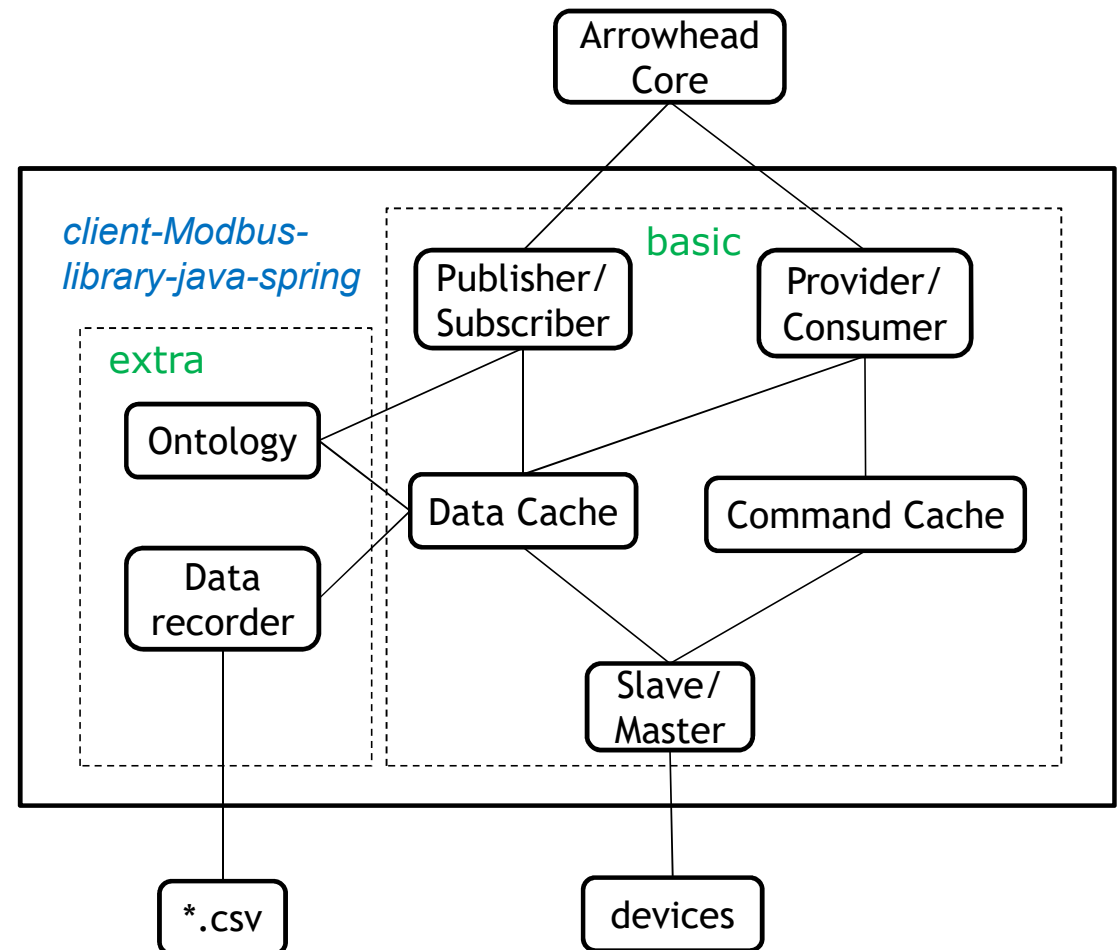 Arrowhead
Core
client-Modbus-
library-java-spring
basic
Publisher/
Subscriber
Provider/
Consumer
extra
Ontology
Data Cache
Command Cache
Data
recorder
Slave/
Master
*.csv
devices